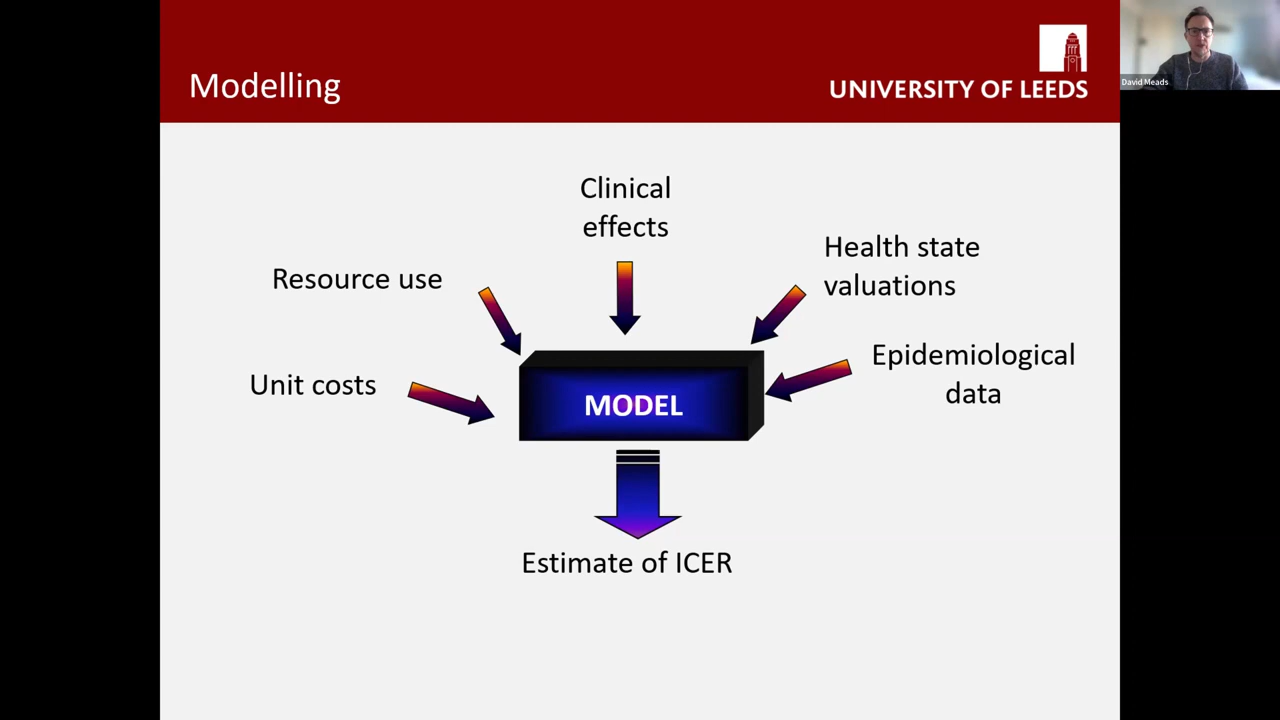 Modelling
UNIVERSITY OF LEEDS
David Meads
Clinical
effects
Health state
valuations
Resource use
Epidemiological
data
Unit costs
MODEL
Estimate of ICER